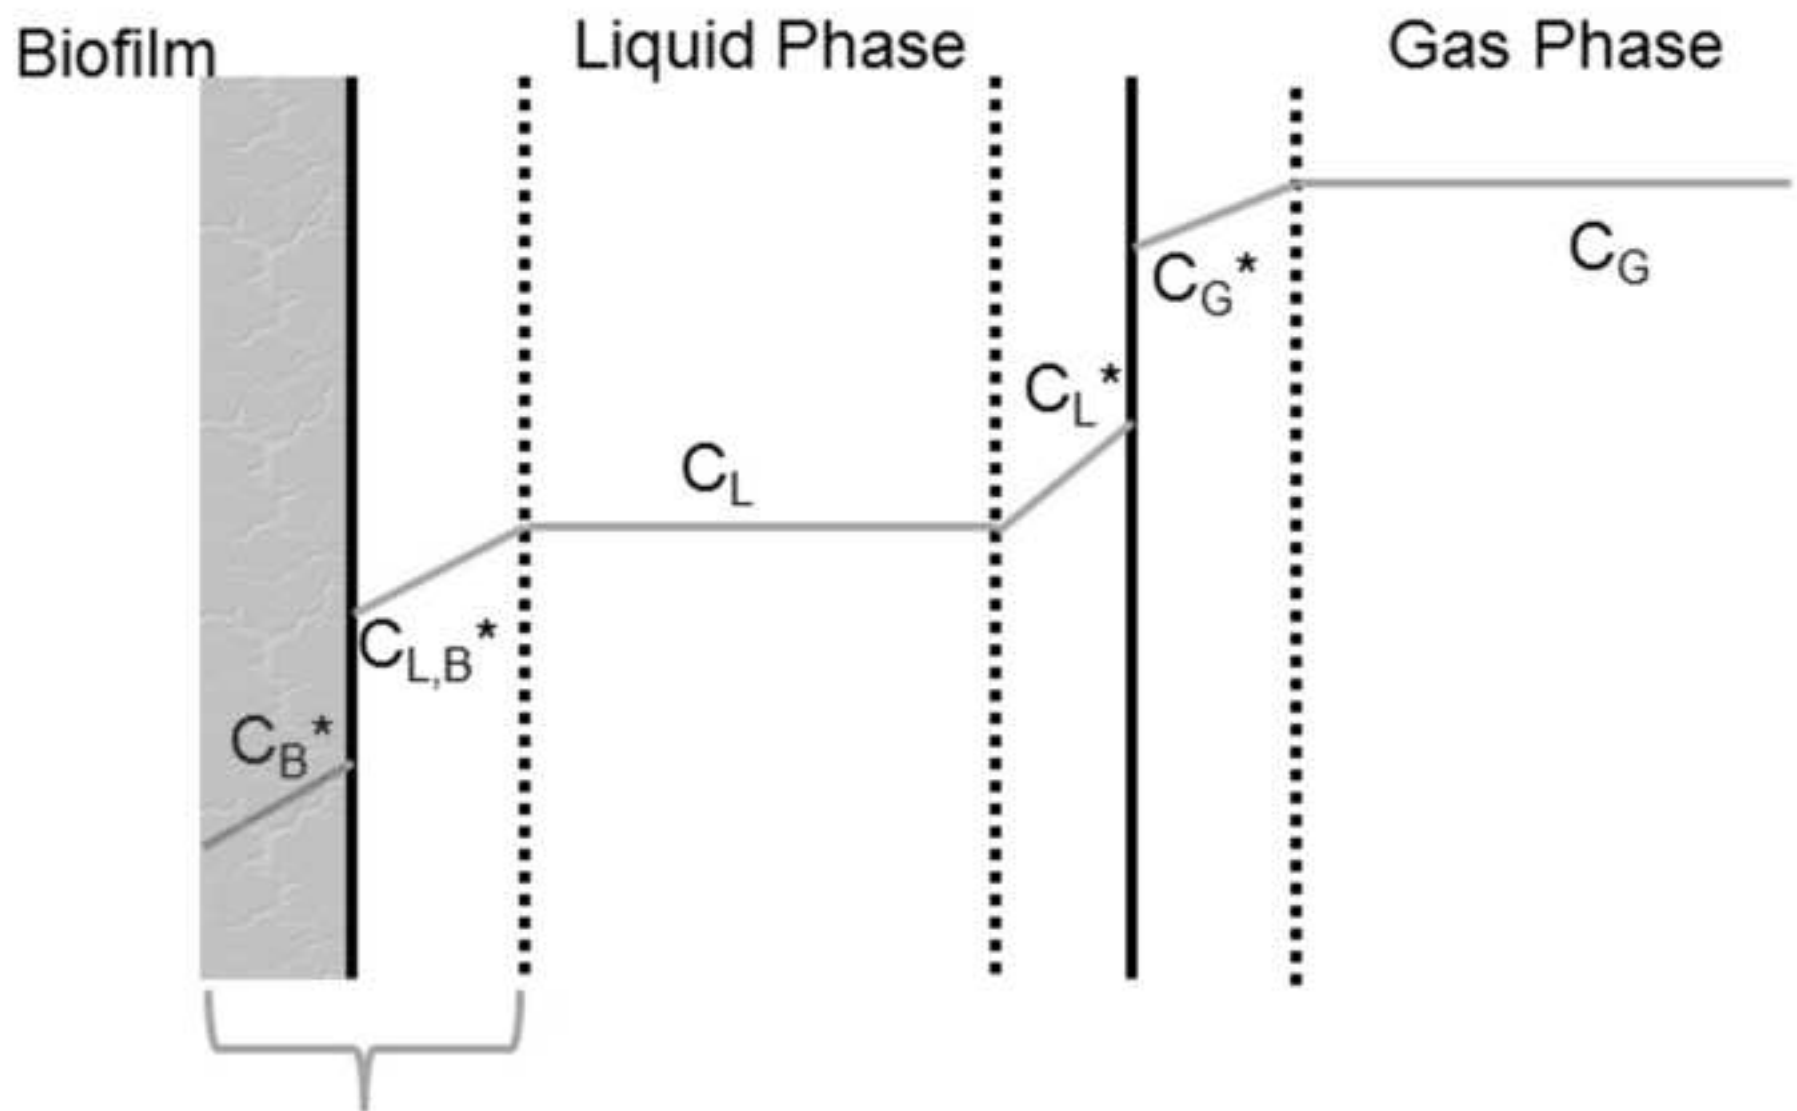 Biofilm
Liquid Phase
Gas Phase
C_G
C_G*
C_L*
C_L
C_L,B*
C_B*